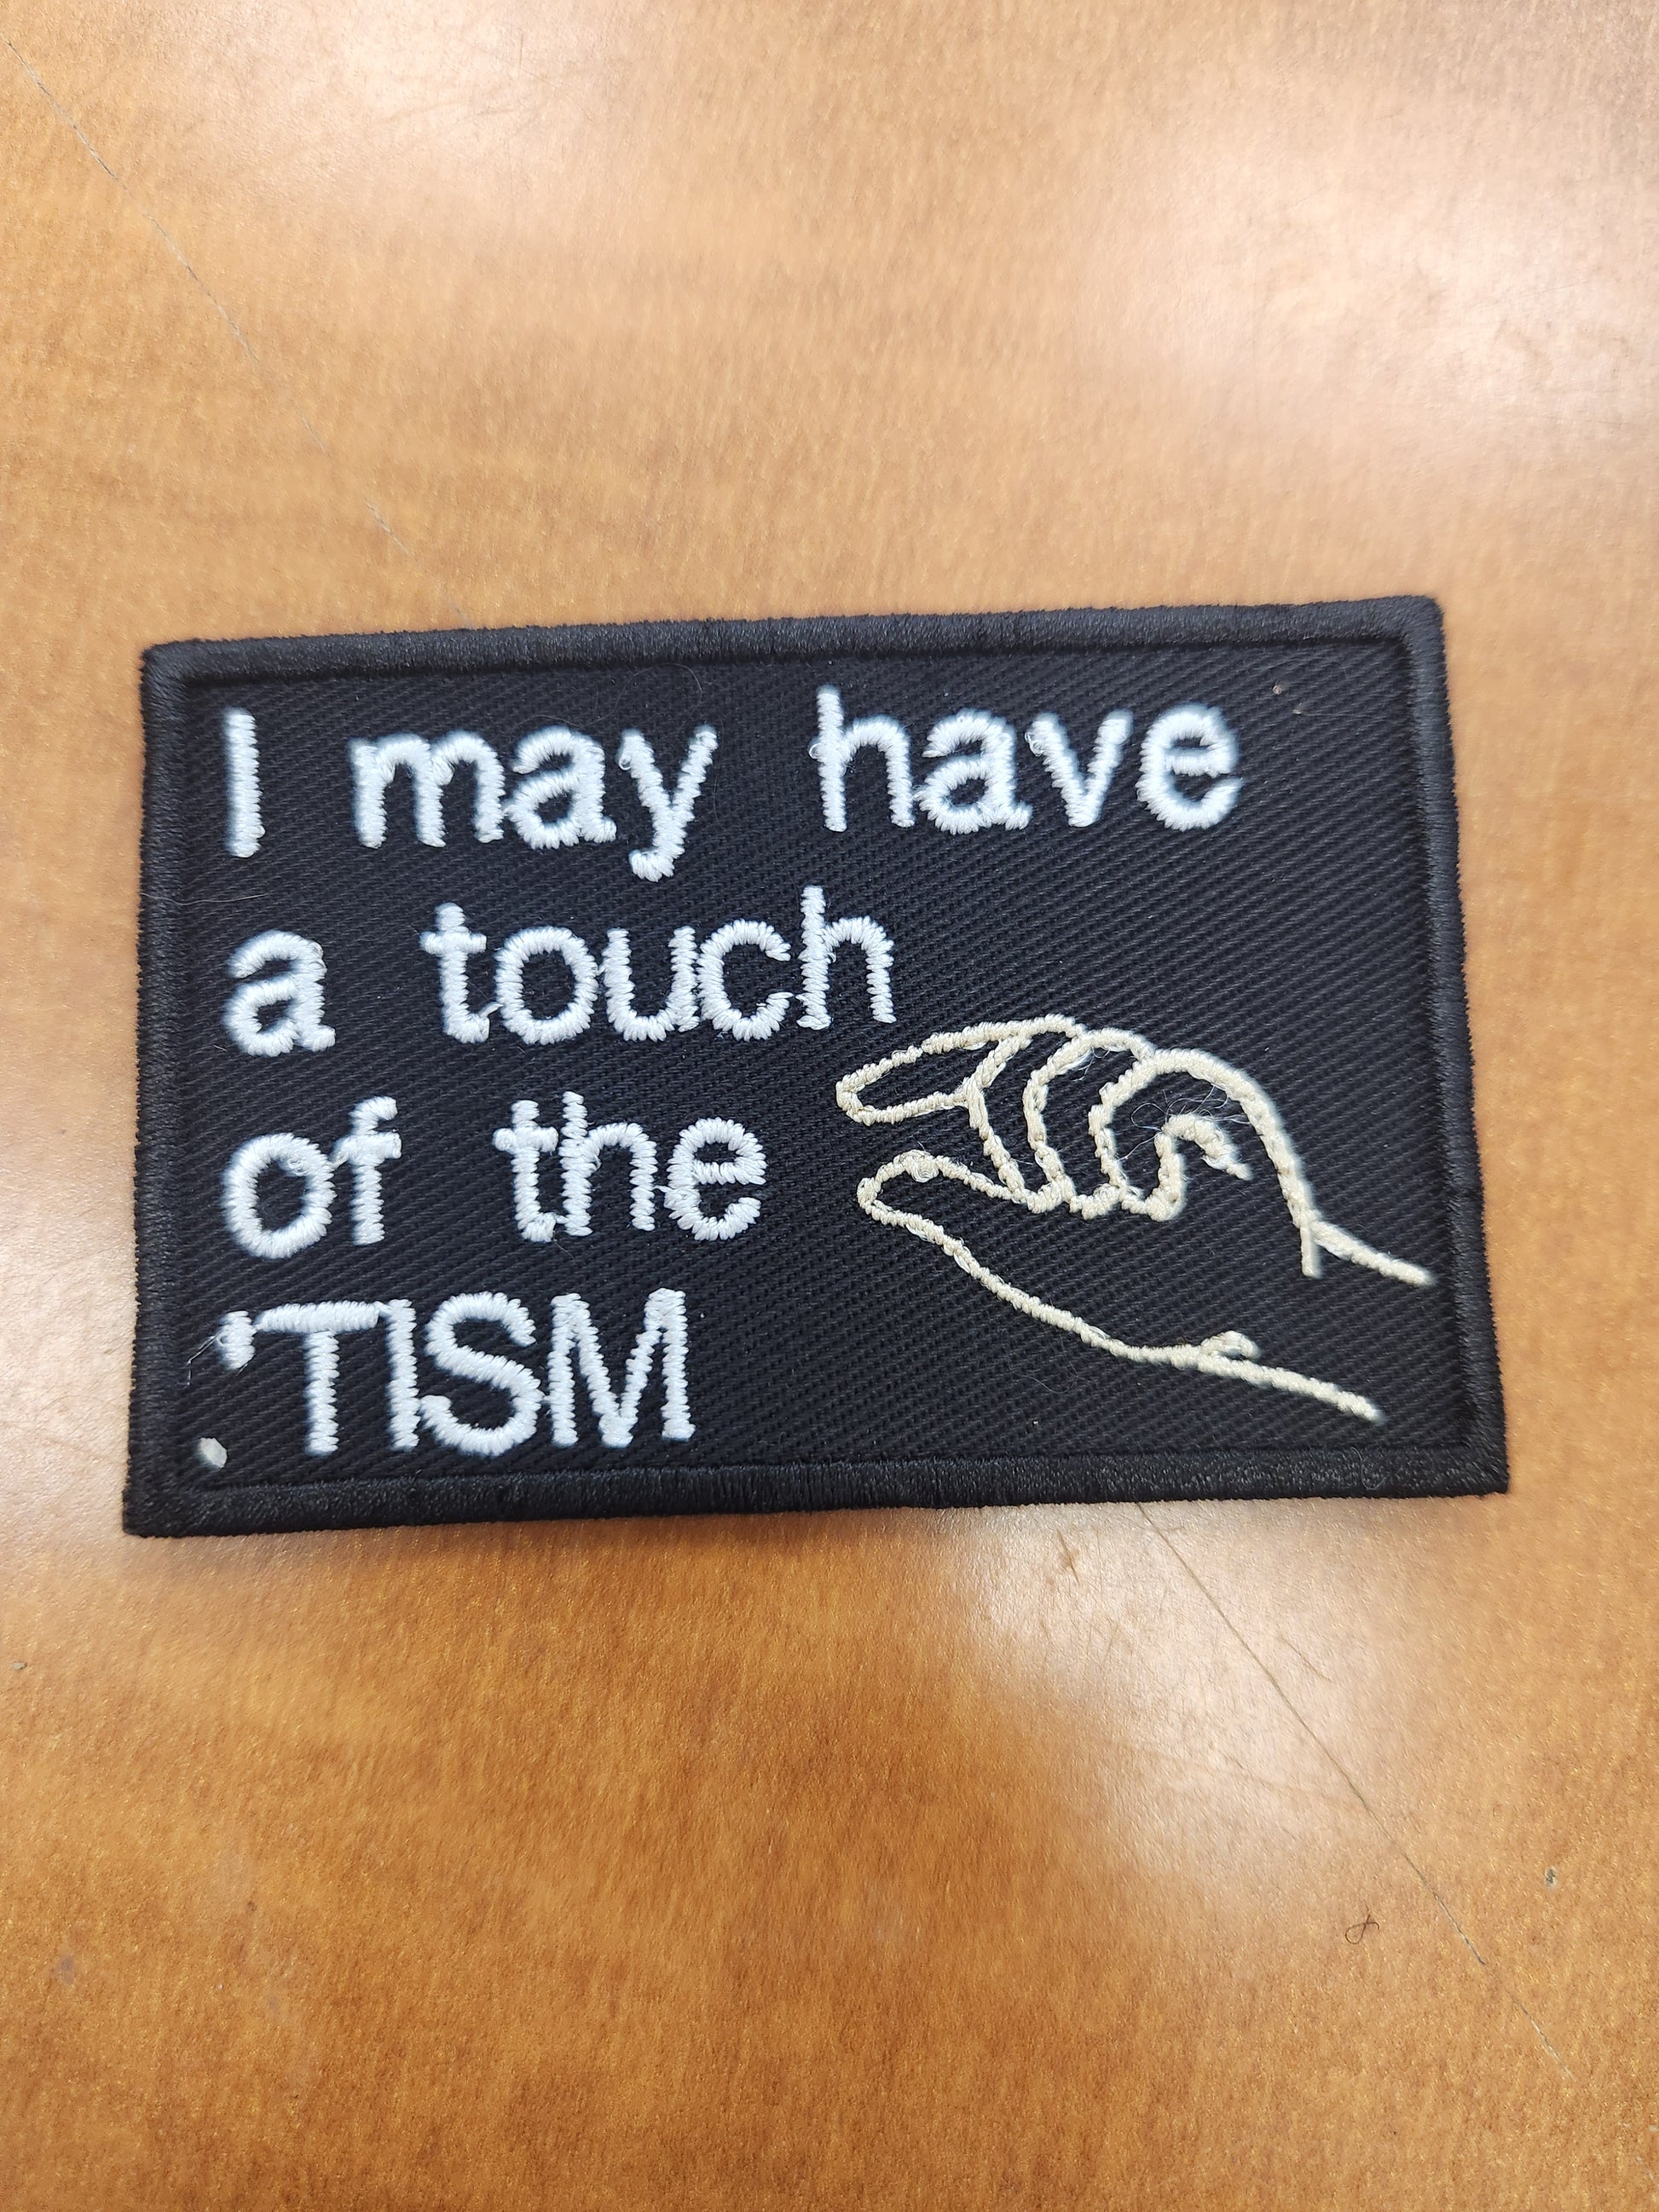 I may have
a touch
of the
'TISM